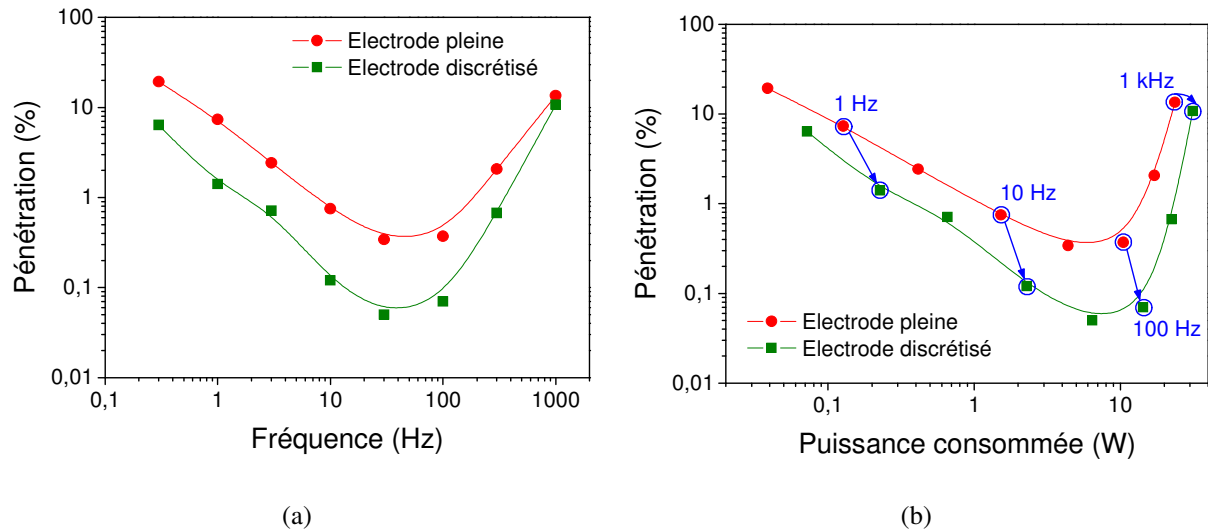 100
10
1
0,1
0,01
0,1
1
10
100
1000
Pénétration (%)
Fréquence (Hz)
Electrode pleine
Electrode discrétisé
(a)
100
10
1
0,1
0,01
0,1
1
10
Pénétration (%)
Puissance consommée (W)
1 Hz
10 Hz
100 Hz
1 kHz
Electrode pleine
Electrode discrétisé
(b)